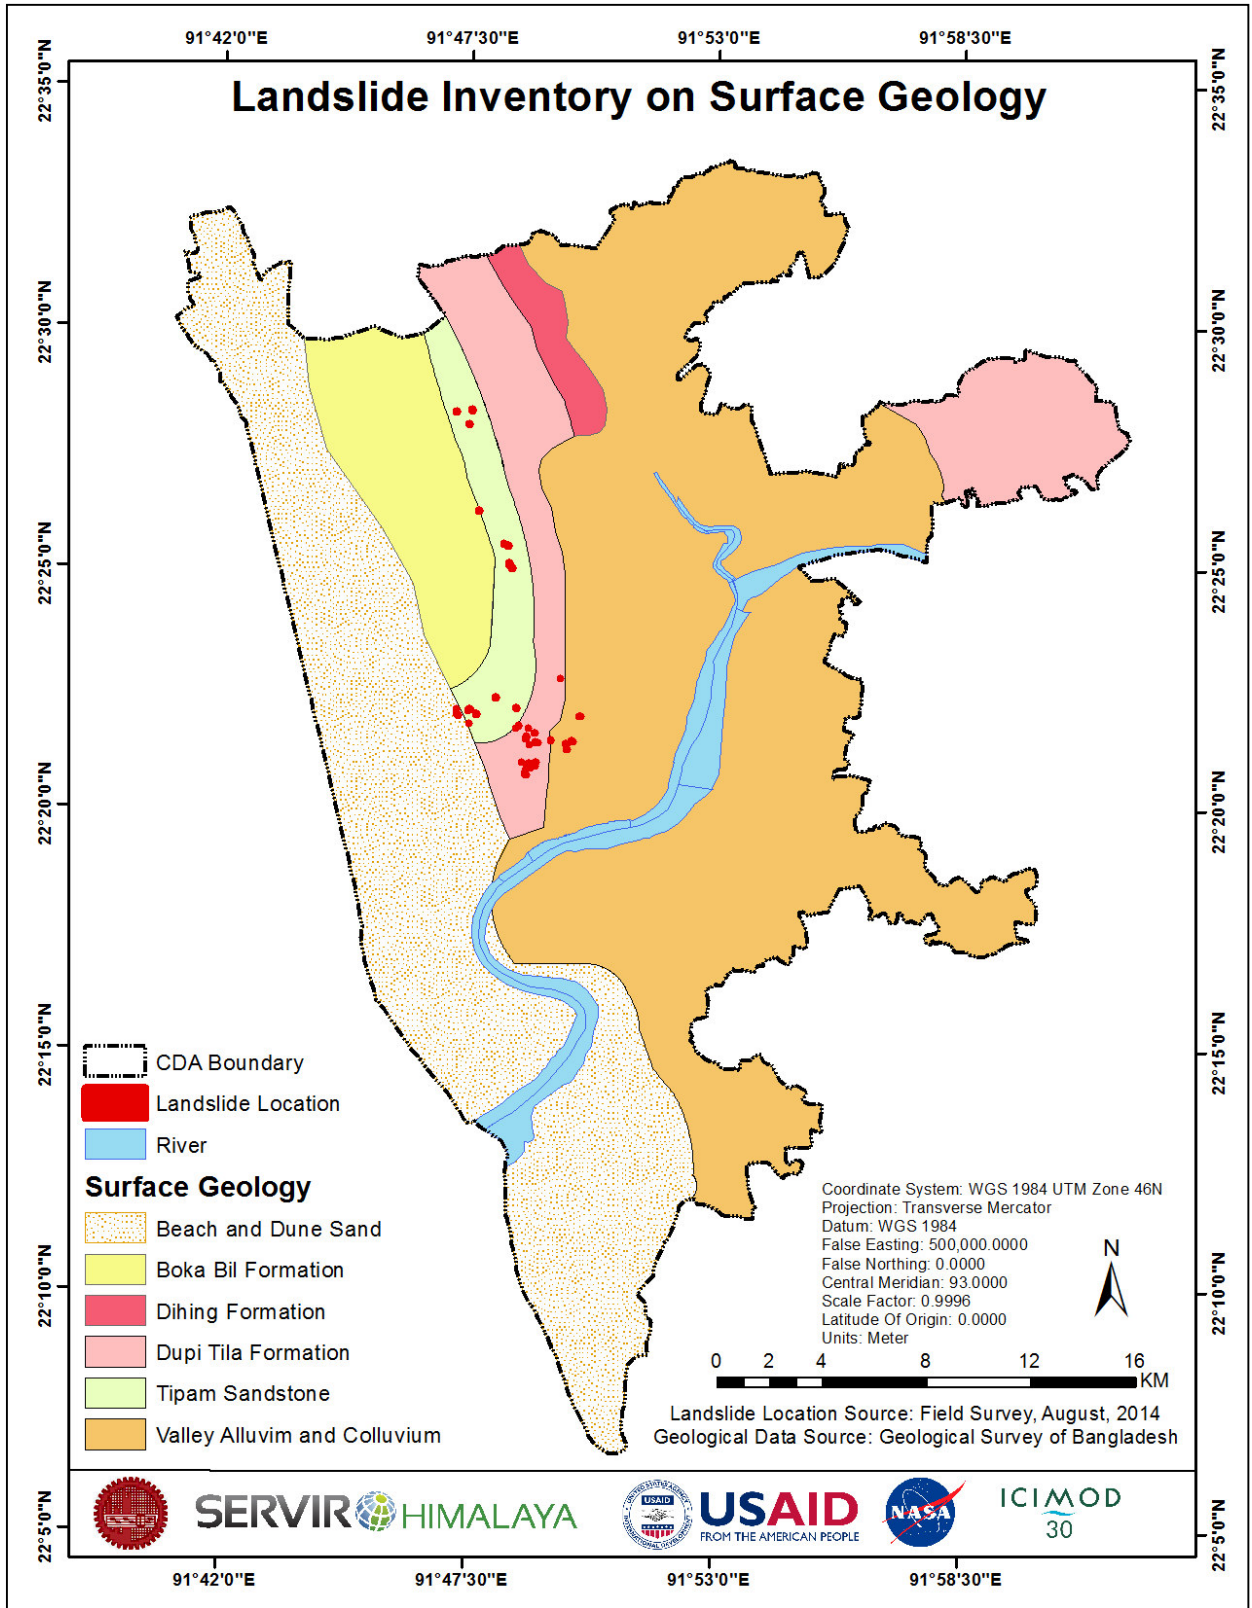 91°42'0"E 91°47'30"E 91°53'0"E 91°58'30"E
Landslide Inventory on Surface Geology
22°35'0"N 22°35'0"N
22°30'0"N 22°30'0"N
22°25'0"N 22°25'0"N
22°20'0"N 22°20'0"N
22°15'0"N 22°15'0"N
22°10'0"N 22°10'0"N
22°5'0"N 22°5'0"N
CDA Boundary
Landslide Location
River
Surface Geology
Beach and Dune Sand
Boka Bil Formation
Dihing Formation
Dupi Tila Formation
Tipam Sandstone
Valley Alluvim and Colluvium
Coordinate System: WGS 1984 UTM Zone 46N
Projection: Transverse Mercator
Datum: WGS 1984
False Easting: 500,000.0000
False Northing: 0.0000
Central Meridian: 93.0000
Scale Factor: 0.9996
Latitude Of Origin: 0.0000
Units: Meter
N
0 2 4 8 12 16
KM
Landslide Location Source: Field Survey, August, 2014
Geological Data Source: Geological Survey of Bangladesh
SERVIR HIMALAYA
UNITED STATES AGENCY
INTERNATIONAL DEVELOPMENT
USAID
USAID
FROM THE AMERICAN PEOPLE
NASA
ICIMOD
30
91°42'0"E 91°47'30"E 91°53'0"E 91°58'30"E